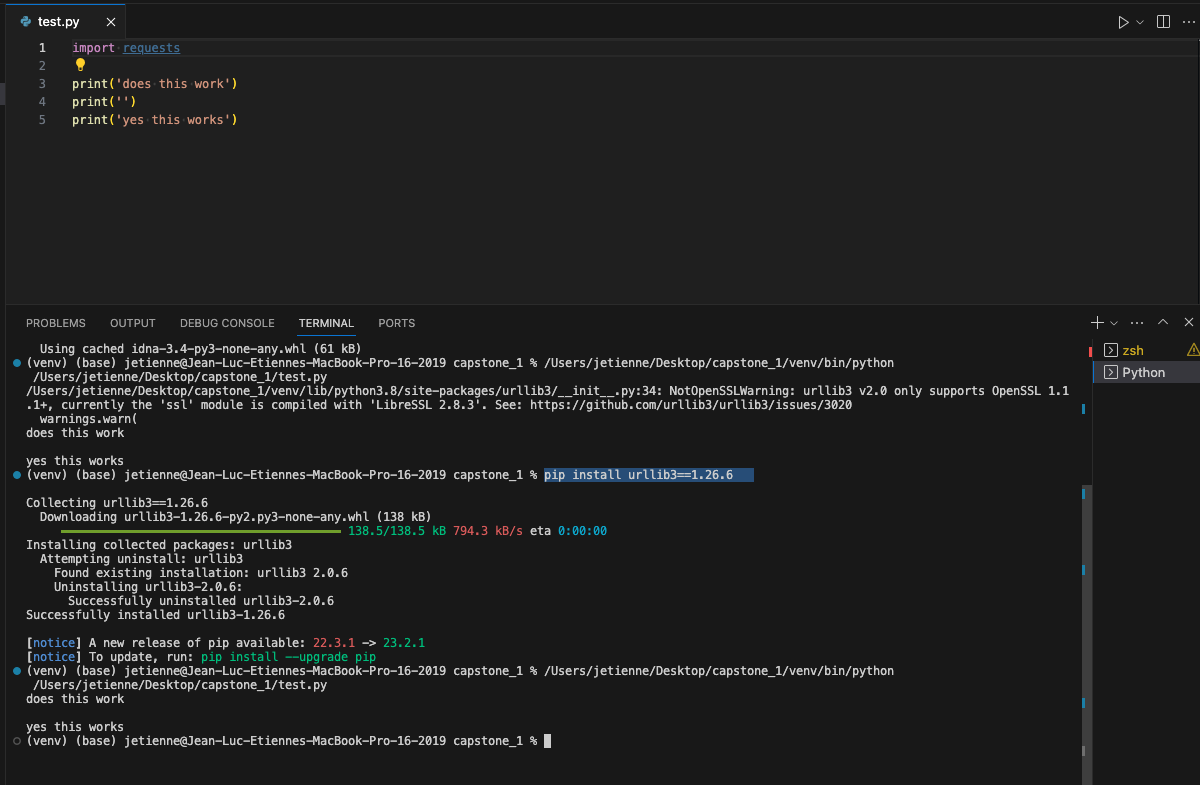 test.py
1 import requests
2
3 print('does this work')
4 print('')
5 print('yes this works')
PROBLEMS OUTPUT DEBUG CONSOLE TERMINAL PORTS
Using cached idna-3.4-py3-none-any.whl (61 kB)
(venv) (base) jetienne@Jean-Luc-Etiennes-MacBook-Pro-16-2019 capstone_1 % /Users/jetienne/Desktop/capstone_1/venv/bin/python
/Users/jetienne/Desktop/capstone_1/test.py
/Users/jetienne/Desktop/capstone_1/venv/lib/python3.8/site-packages/urllib3/__init__.py:34: NotOpenSSLWarning: urllib3 v2.0 only supports OpenSSL 1.1
.1+, currently the 'ssl' module is compiled with 'LibreSSL 2.8.3'. See: https://github.com/urllib3/urllib3/issues/3020
warnings.warn(
does this work
yes this works
(venv) (base) jetienne@Jean-Luc-Etiennes-MacBook-Pro-16-2019 capstone_1 % pip install urllib3==1.26.6
Collecting urllib3==1.26.6
Downloading urllib3-1.26.6-py2.py3-none-any.whl (138 kB)
138.5/138.5 kB 794.3 kB/s eta 0:00:00
Installing collected packages: urllib3
Attempting uninstall: urllib3
Found existing installation: urllib3 2.0.6
Uninstalling urllib3-2.0.6:
Successfully uninstalled urllib3-2.0.6
Successfully installed urllib3-1.26.6
[notice] A new release of pip available: 22.3.1 -> 23.2.1
[notice] To update, run: pip install --upgrade pip
(venv) (base) jetienne@Jean-Luc-Etiennes-MacBook-Pro-16-2019 capstone_1 % /Users/jetienne/Desktop/capstone_1/venv/bin/python
/Users/jetienne/Desktop/capstone_1/test.py
does this work
yes this works
(venv) (base) jetienne@Jean-Luc-Etiennes-MacBook-Pro-16-2019 capstone_1 %
zsh
Python